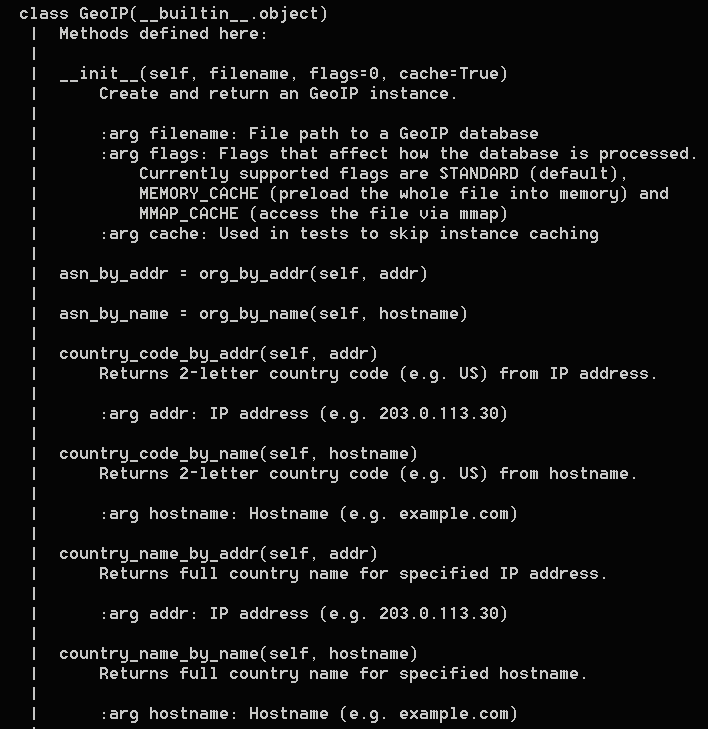 class GeoIP(__builtin__.object)
 |  Methods defined here:
 |
 |  __init__(self, filename, flags=0, cache=True)
 |      Create and return an GeoIP instance.
 |
 |      :arg filename: File path to a GeoIP database
 |      :arg flags: Flags that affect how the database is processed.
 |          Currently supported flags are STANDARD (default),
 |          MEMORY_CACHE (preload the whole file into memory) and
 |          MMAP_CACHE (access the file via mmap)
 |      :arg cache: Used in tests to skip instance caching
 |
 |  asn_by_addr = org_by_addr(self, addr)
 |
 |  asn_by_name = org_by_name(self, hostname)
 |
 |  country_code_by_addr(self, addr)
 |      Returns 2-letter country code (e.g. US) from IP address.
 |
 |      :arg addr: IP address (e.g. 203.0.113.30)
 |
 |  country_code_by_name(self, hostname)
 |      Returns 2-letter country code (e.g. US) from hostname.
 |
 |      :arg hostname: Hostname (e.g. example.com)
 |
 |  country_name_by_addr(self, addr)
 |      Returns full country name for specified IP address.
 |
 |      :arg addr: IP address (e.g. 203.0.113.30)
 |
 |  country_name_by_name(self, hostname)
 |      Returns full country name for specified hostname.
 |
 |      :arg hostname: Hostname (e.g. example.com)